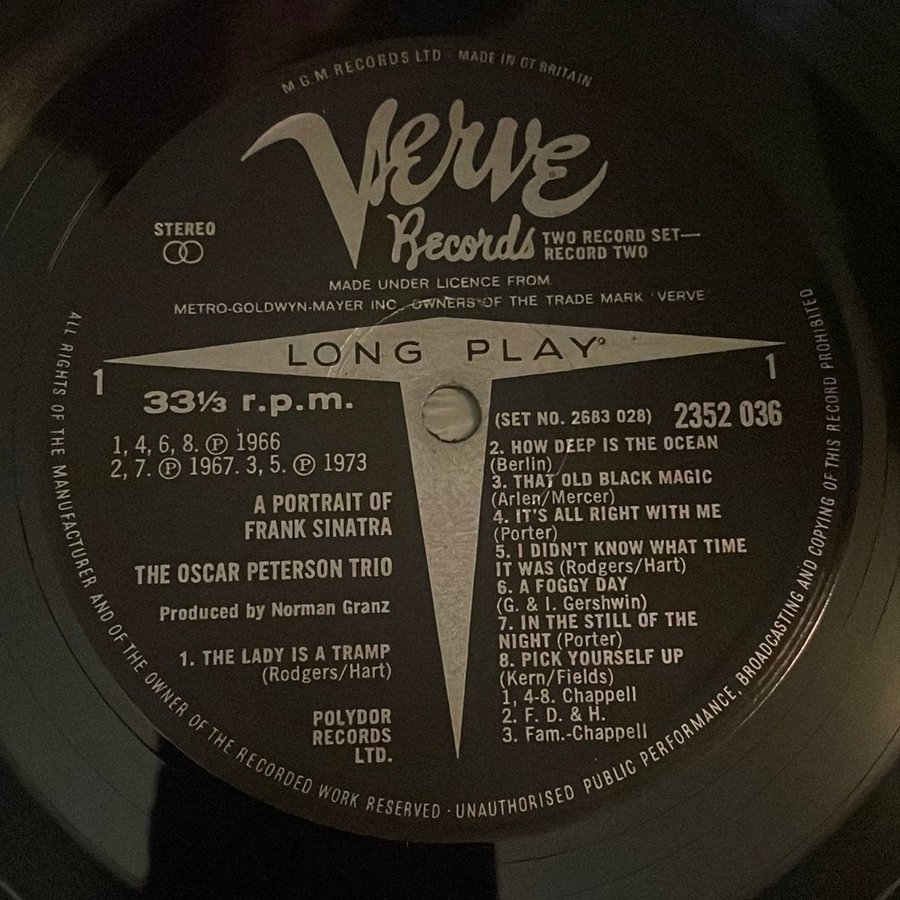 M.G.M. RECORDS LTD · MADE IN GT BRITAIN
Verve
Records
TWO RECORD SET—
RECORD TWO
STEREO
MADE UNDER LICENCE FROM
METRO-GOLDWYN-MAYER INC. OWNERS OF THE TRADE MARK 'VERVE'
LONG PLAY
1
1
33⅓ r.p.m.
1, 4, 6, 8. ℗ 1966
2, 7. ℗ 1967. 3, 5. ℗ 1973
A PORTRAIT OF
FRANK SINATRA
THE OSCAR PETERSON TRIO
Produced by Norman Granz
1. THE LADY IS A TRAMP
(Rodgers/Hart)
POLYDOR
RECORDS
LTD.
(SET NO. 2683 028) 2352 036
2. HOW DEEP IS THE OCEAN
(Berlin)
3. THAT OLD BLACK MAGIC
(Arlen/Mercer)
4. IT'S ALL RIGHT WITH ME
(Porter)
5. I DIDN'T KNOW WHAT TIME
IT WAS (Rodgers/Hart)
6. A FOGGY DAY
(G. & I. Gershwin)
7. IN THE STILL OF THE
NIGHT (Porter)
8. PICK YOURSELF UP
(Kern/Fields)
1, 4-8. Chappell
2. F. D. & H.
3. Fam.-Chappell
ALL RIGHTS OF THE MANUFACTURER AND OF THE OWNER OF THE RECORDED WORK RESERVED · UNAUTHORISED PUBLIC PERFORMANCE, BROADCASTING AND COPYING OF THIS RECORD PROHIBITED